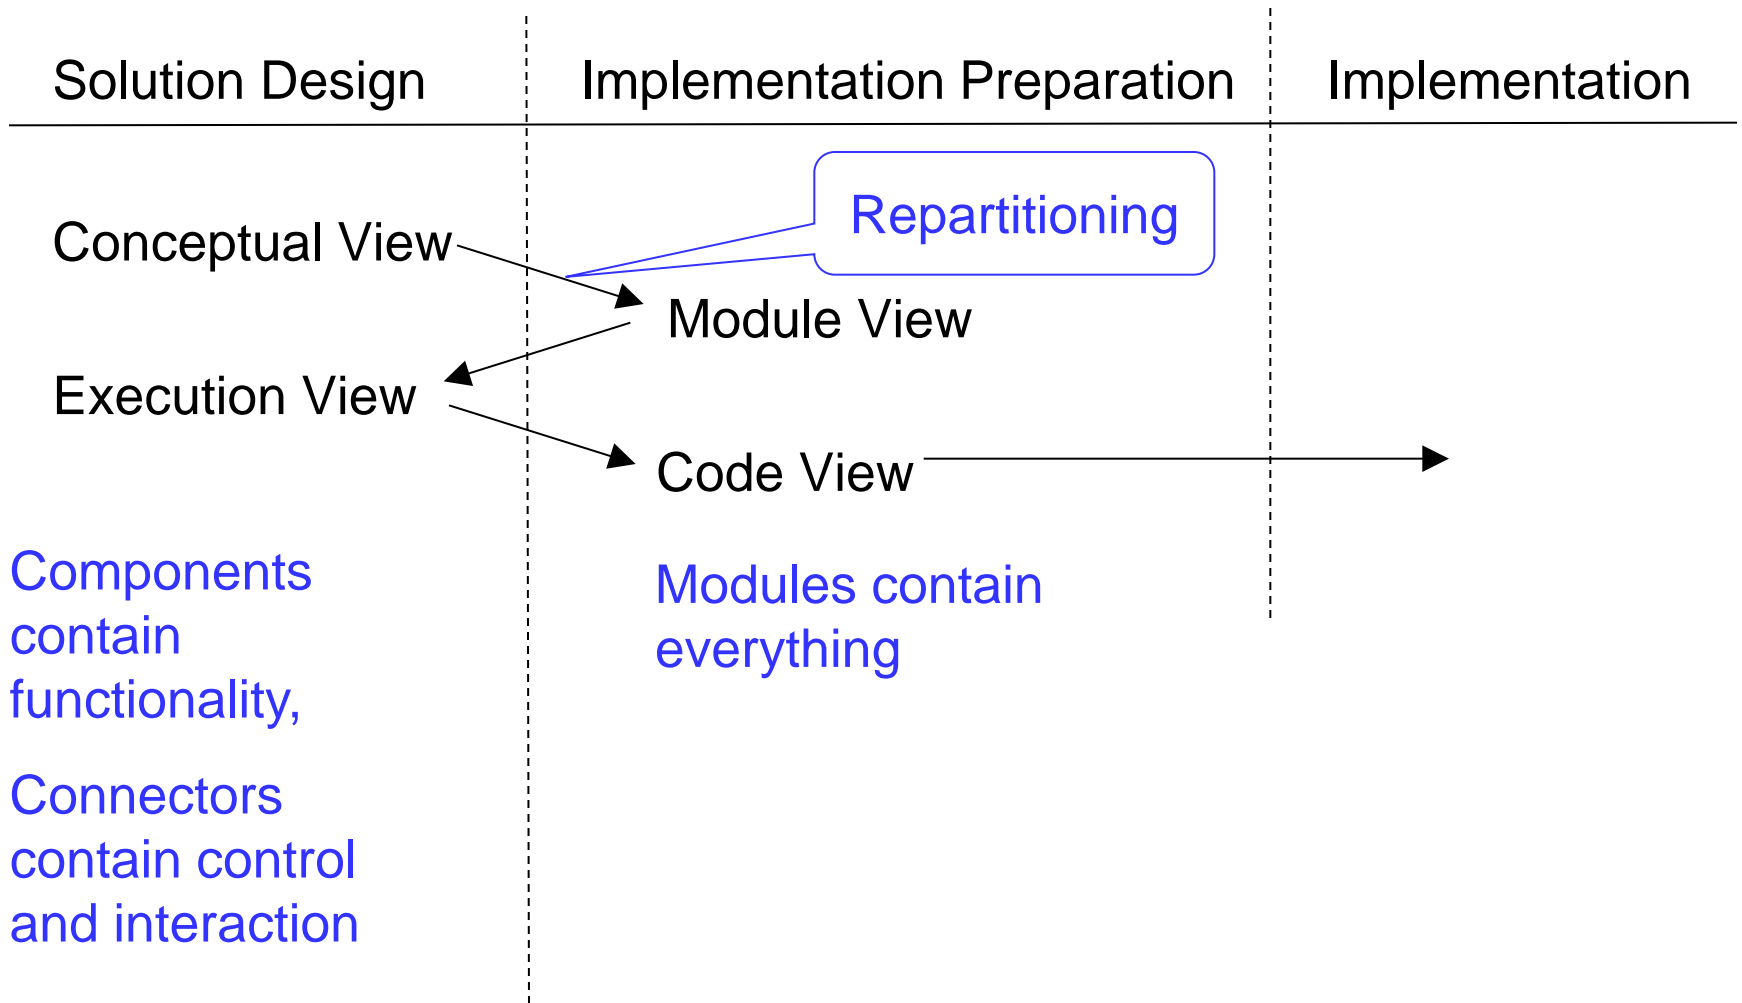 Solution Design
Implementation Preparation
Implementation
Conceptual View
Repartitioning
Module View
Execution View
Code View
Components
contain
functionality,
Connectors
contain control
and interaction
Modules contain
everything